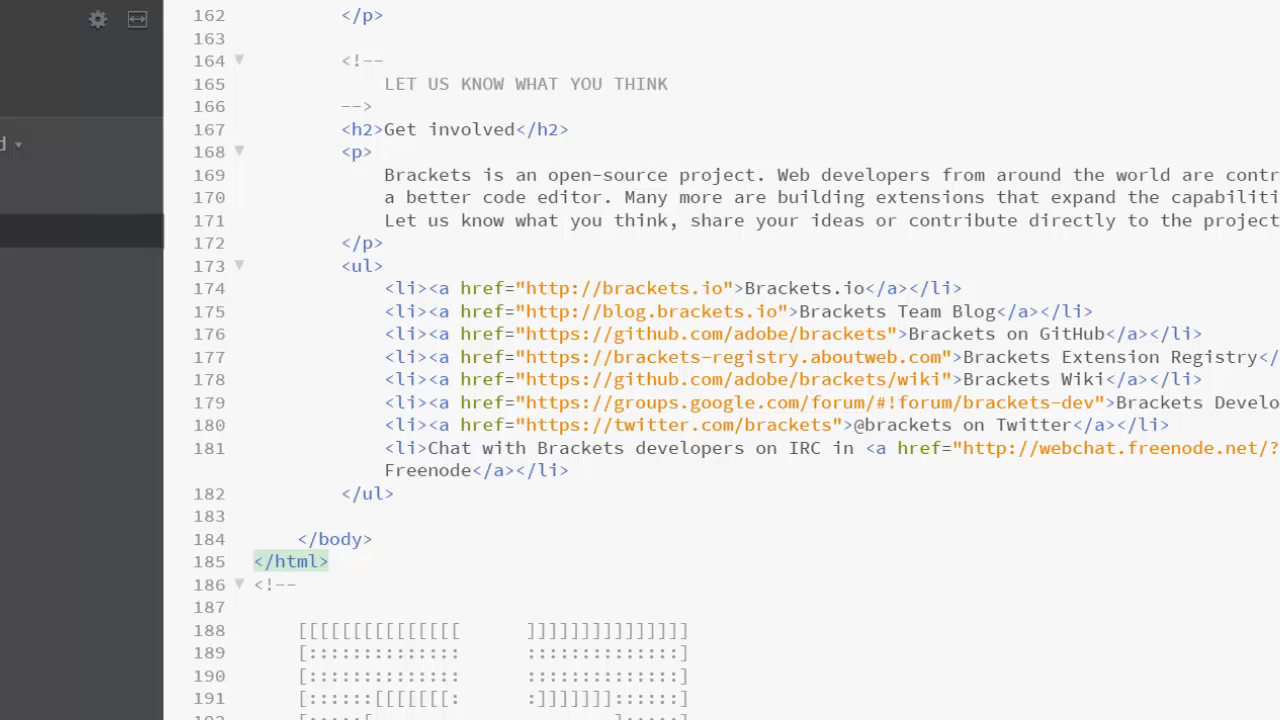 162 </p>
163
164 <!--
165 LET US KNOW WHAT YOU THINK
166 -->
167 <h2>Get involved</h2>
168 <p>
169 Brackets is an open-source project. Web developers from around the world are contr
170 a better code editor. Many more are building extensions that expand the capabiliti
171 Let us know what you think, share your ideas or contribute directly to the project
172 </p>
d
173 <ul>
174 <li><a href="http://brackets.io">Brackets.io</a></li>
175 <li><a href="http://blog.brackets.io">Brackets Team Blog</a></li>
176 <li><a href="https://github.com/adobe/brackets">Brackets on GitHub</a></li>
177 <li><a href="https://brackets-registry.aboutweb.com">Brackets Extension Registry</
178 <li><a href="https://github.com/adobe/brackets/wiki">Brackets Wiki</a></li>
179 <li><a href="https://groups.google.com/forum/#!forum/brackets-dev">Brackets Develo
180 <li><a href="https://twitter.com/brackets">@brackets on Twitter</a></li>
181 <li>Chat with Brackets developers on IRC in <a href="http://webchat.freenode.net/?
Freenode</a></li>
182 </ul>
183
184 </body>
185 </html>
186 <!--
187
188 [[[[[[[[[[[[[[[ ]]]]]]]]]]]]]]]
189 [:::::::::::::: ::::::::::::::]
190 [:::::::::::::: ::::::::::::::]
191 [::::::[[[[[[[: :]]]]]]]::::::]
192 [:::::[ ]:::::]